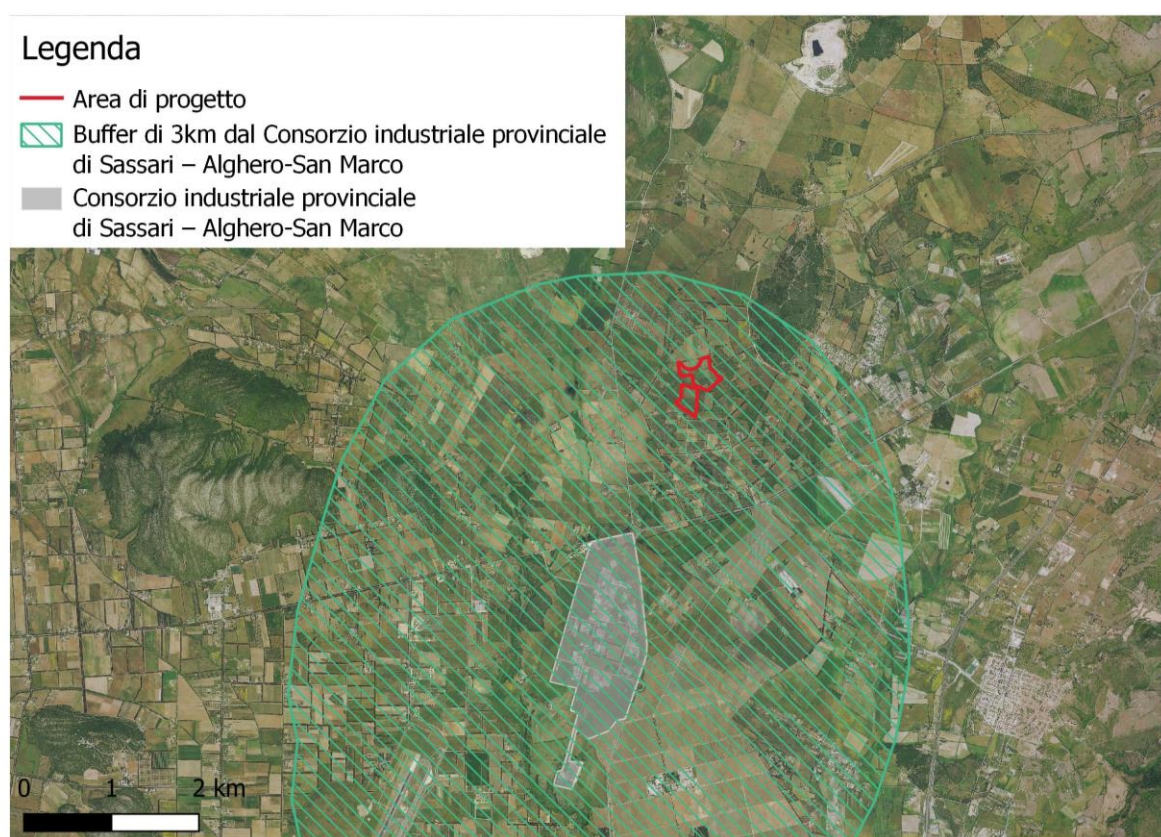 Legenda
Area di progetto
Buffer di 3km dal Consorzio industriale provinciale
di Sassari – Alghero-San Marco
Consorzio industriale provinciale
di Sassari – Alghero-San Marco
0 1 2 km